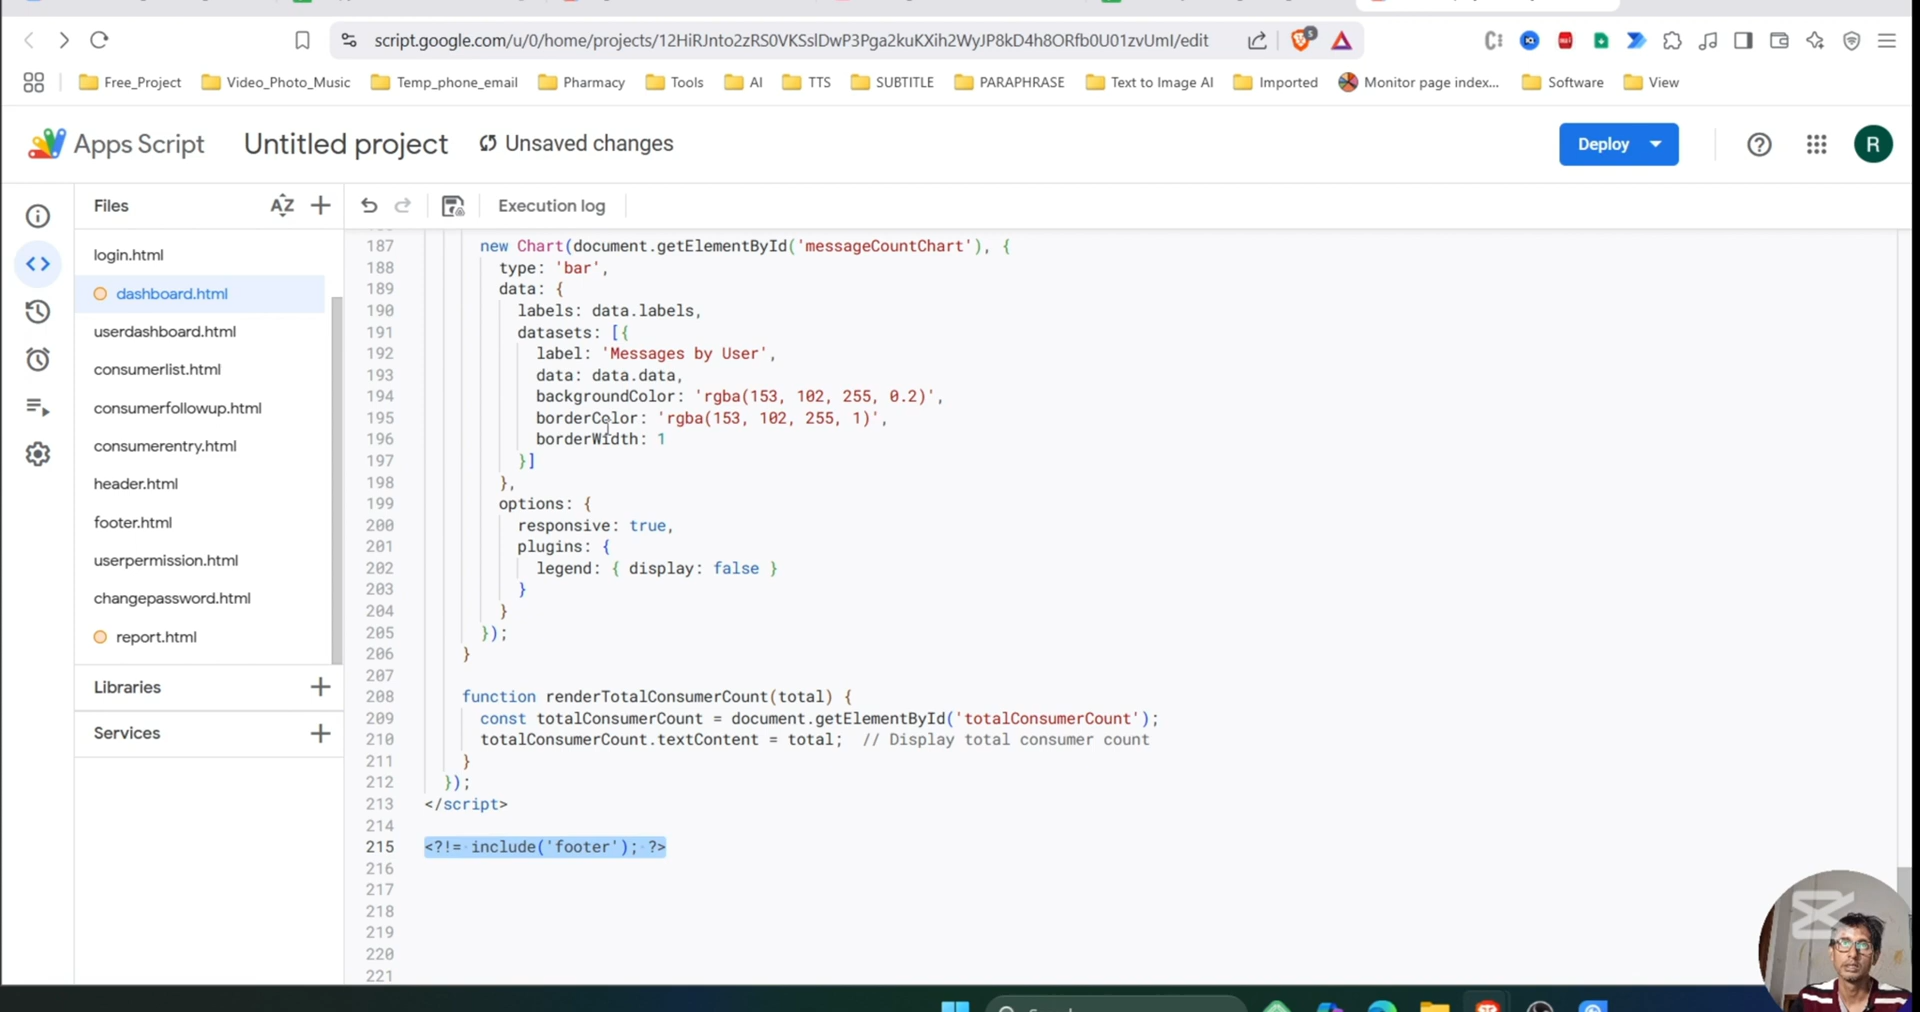 script.google.com/u/0/home/projects/12HiRJnto2zRS0VKSslDwP3Pga2kuKXih2WyJP8kD4h8ORfb0U01zvUmI/edit
Free_Project
Video_Photo_Music
Temp_phone_email
Pharmacy
Tools
AI
TTS
SUBTITLE
PARAPHRASE
Text to Image AI
Imported
Monitor page index...
Software
View
Apps Script
Untitled project
Unsaved changes
Deploy
R
Files
AZ
Execution log
login.html
dashboard.html
userdashboard.html
consumerlist.html
consumerfollowup.html
consumerentry.html
header.html
footer.html
userpermission.html
changepassword.html
report.html
Libraries
Services
187 new Chart(document.getElementById('messageCountChart'), {
188 type: 'bar',
189 data: {
190 labels: data.labels,
191 datasets: [{
192 label: 'Messages by User',
193 data: data.data,
194 backgroundColor: 'rgba(153, 102, 255, 0.2)',
195 borderColor: 'rgba(153, 102, 255, 1)',
196 borderWidth: 1
197 }]
198 },
199 options: {
200 responsive: true,
201 plugins: {
202 legend: { display: false }
203 }
204 }
205 });
206 }
207
208 function renderTotalConsumerCount(total) {
209 const totalConsumerCount = document.getElementById('totalConsumerCount');
210 totalConsumerCount.textContent = total; // Display total consumer count
211 }
212 });
213 </script>
214
215 <?!= include('footer'); ?>
216
217
218
219
220
221